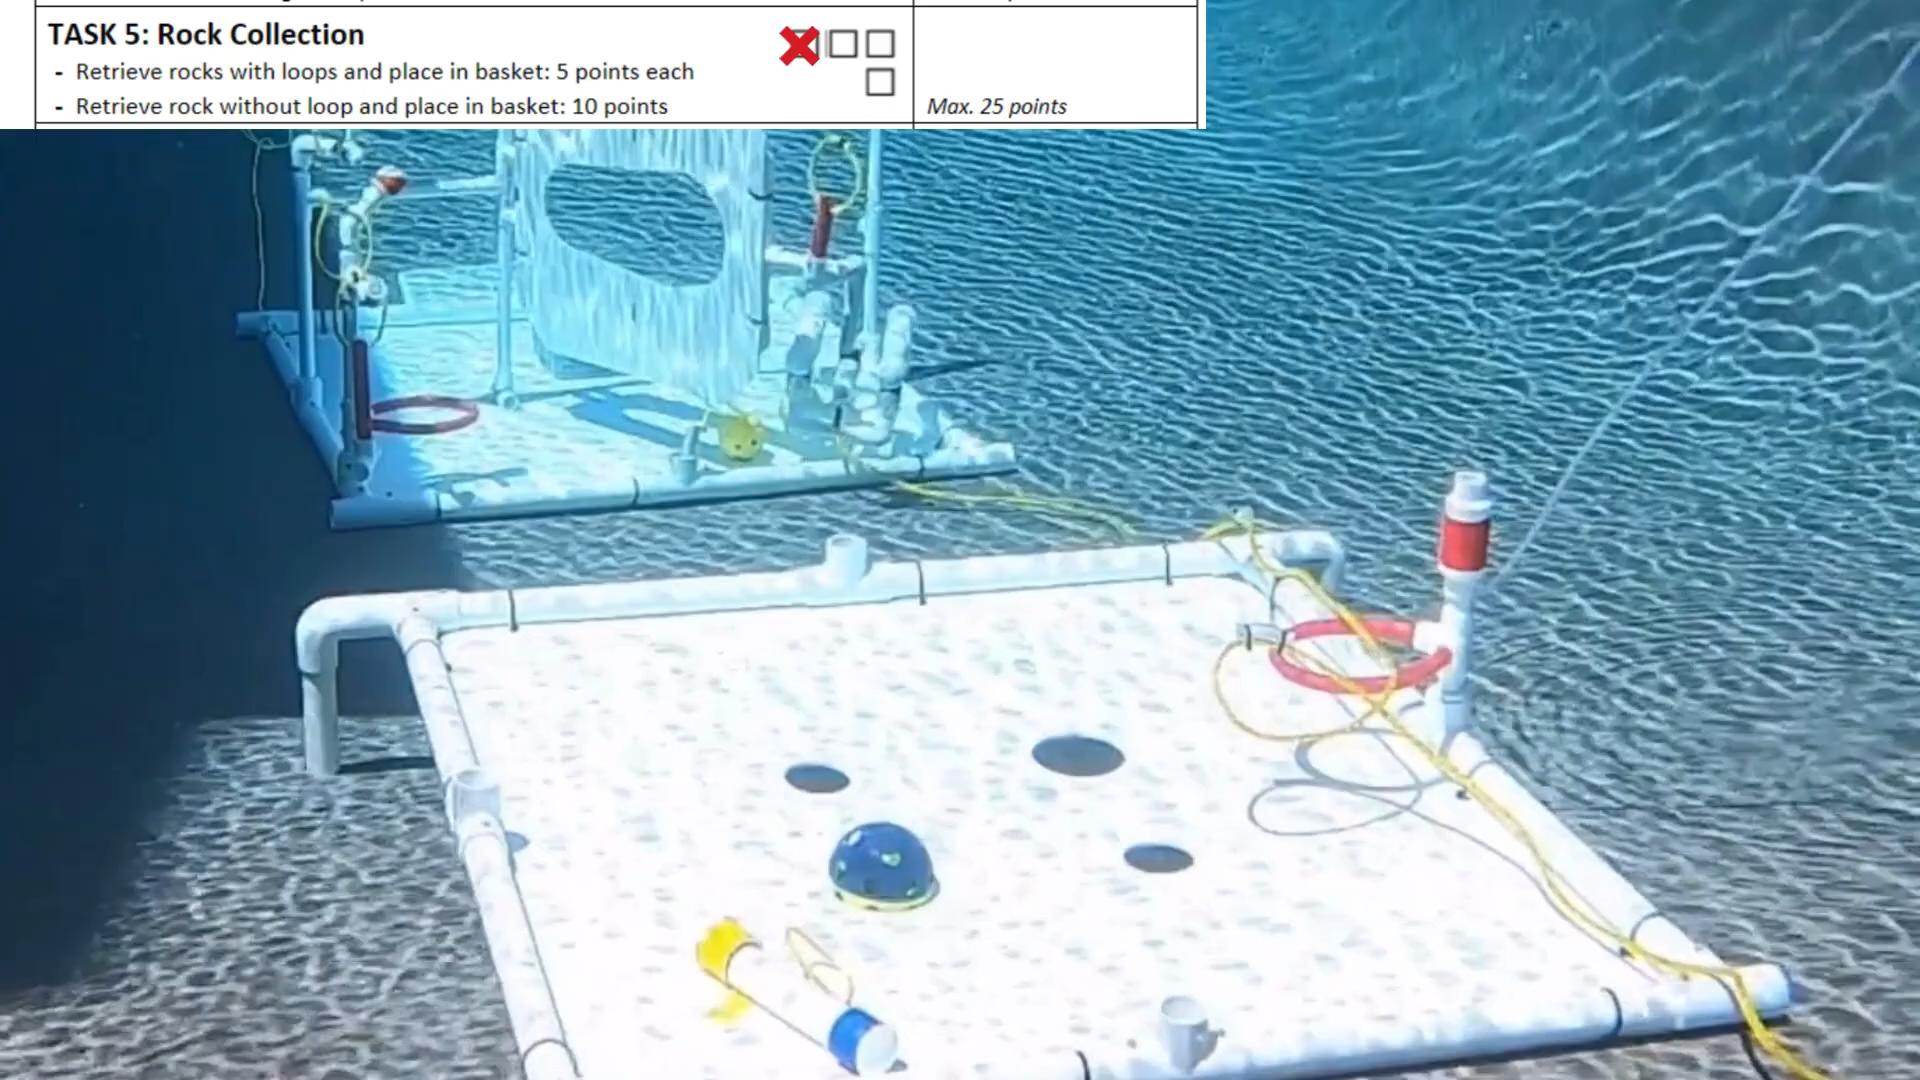 TASK 5: Rock Collection
- Retrieve rocks with loops and place in basket: 5 points each
- Retrieve rock without loop and place in basket: 10 points
Max. 25 points